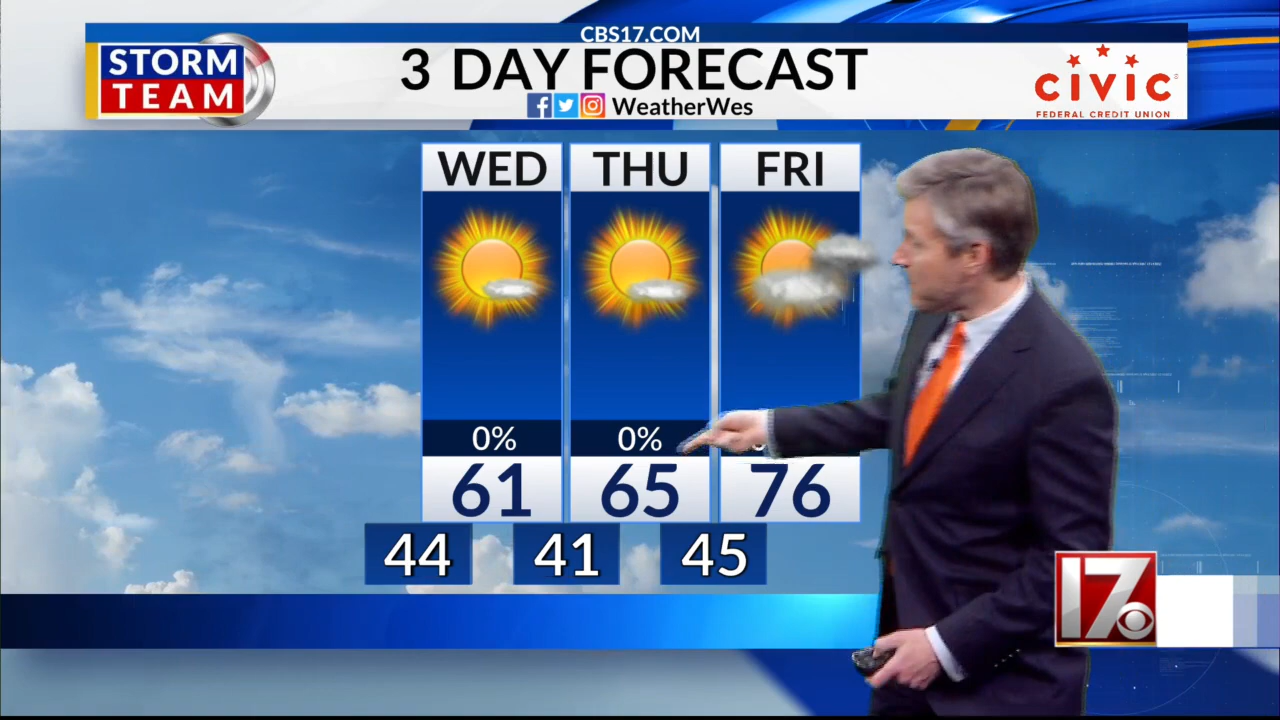 CBS17.COM
STORM
TEAM
3 DAY FORECAST
WeatherWes
CIVIC
FEDERAL CREDIT UNION
WED THU FRI
0% 0%
61 65 76
44 41 45
17